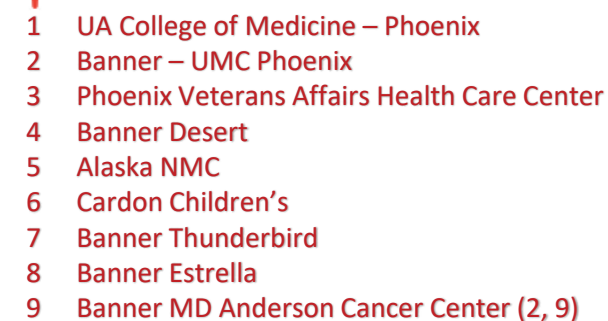 1 UA College of Medicine – Phoenix
2 Banner – UMC Phoenix
3 Phoenix Veterans Affairs Health Care Center
4 Banner Desert
5 Alaska NMC
6 Cardon Children’s
7 Banner Thunderbird
8 Banner Estrella
9 Banner MD Anderson Cancer Center (2, 9)